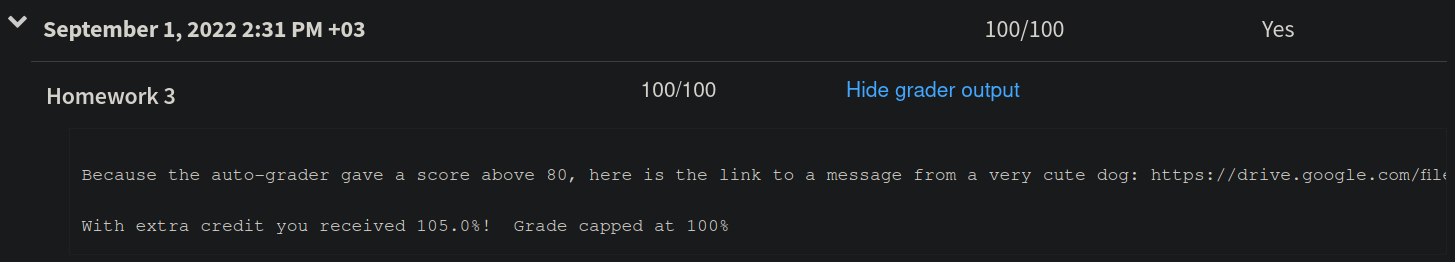 September 1, 2022 2:31 PM +03 100/100 Yes
Homework 3 100/100 Hide grader output
Because the auto-grader gave a score above 80, here is the link to a message from a very cute dog: https://drive.google.com/file
With extra credit you received 105.0%!  Grade capped at 100%